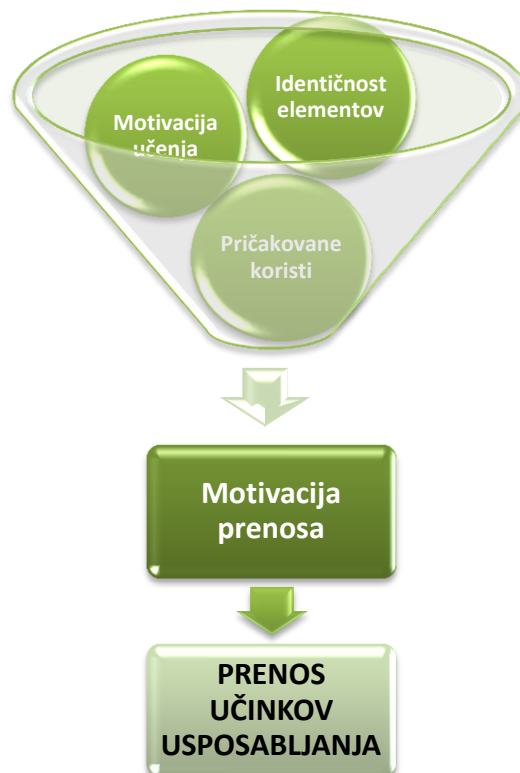 Identičnost
elementov
Motivacija
učenja
Pričakovane
koristi
Motivacija
prenosa
PRENOS
UČINKOV
USPOSABLJANJA